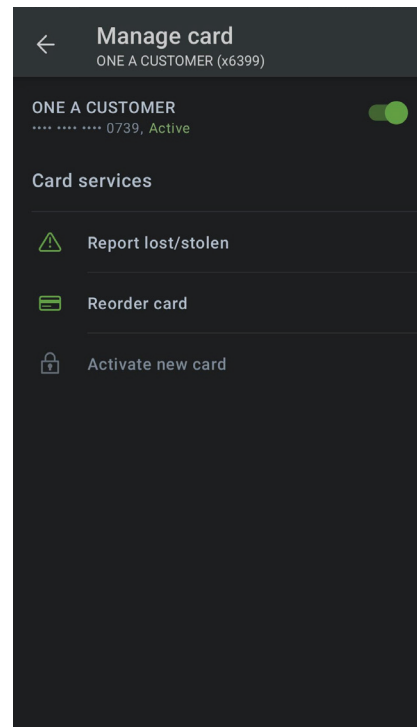 Manage card
ONE A CUSTOMER (x6399)
ONE A CUSTOMER
•••• •••• •••• 0739, Active
Card services
Report lost/stolen
Reorder card
Activate new card